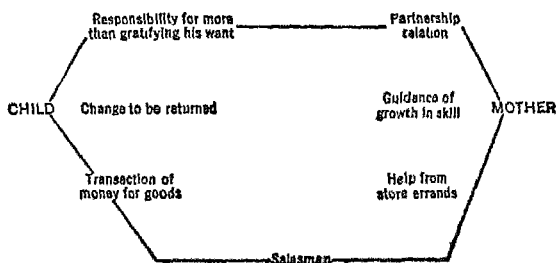 Responsibility for more
than gratifying his want
Partnership
relation
CHILD
Change to be returned
Guidance of
growth in skill
MOTHER
Transaction of
money for goods
Help from
store errands
Salesman